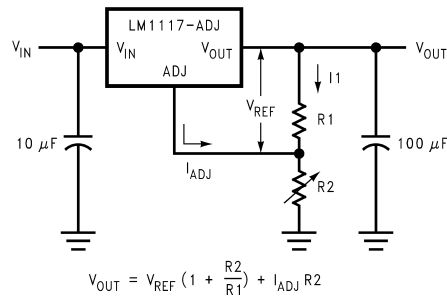 LM1117-ADJ
V_IN
V_IN
V_OUT
V_OUT
ADJ
I1
V_REF
R1
10 μF
100 μF
I_ADJ
R2
V_OUT = V_REF (1 + R2/R1) + I_ADJ R2